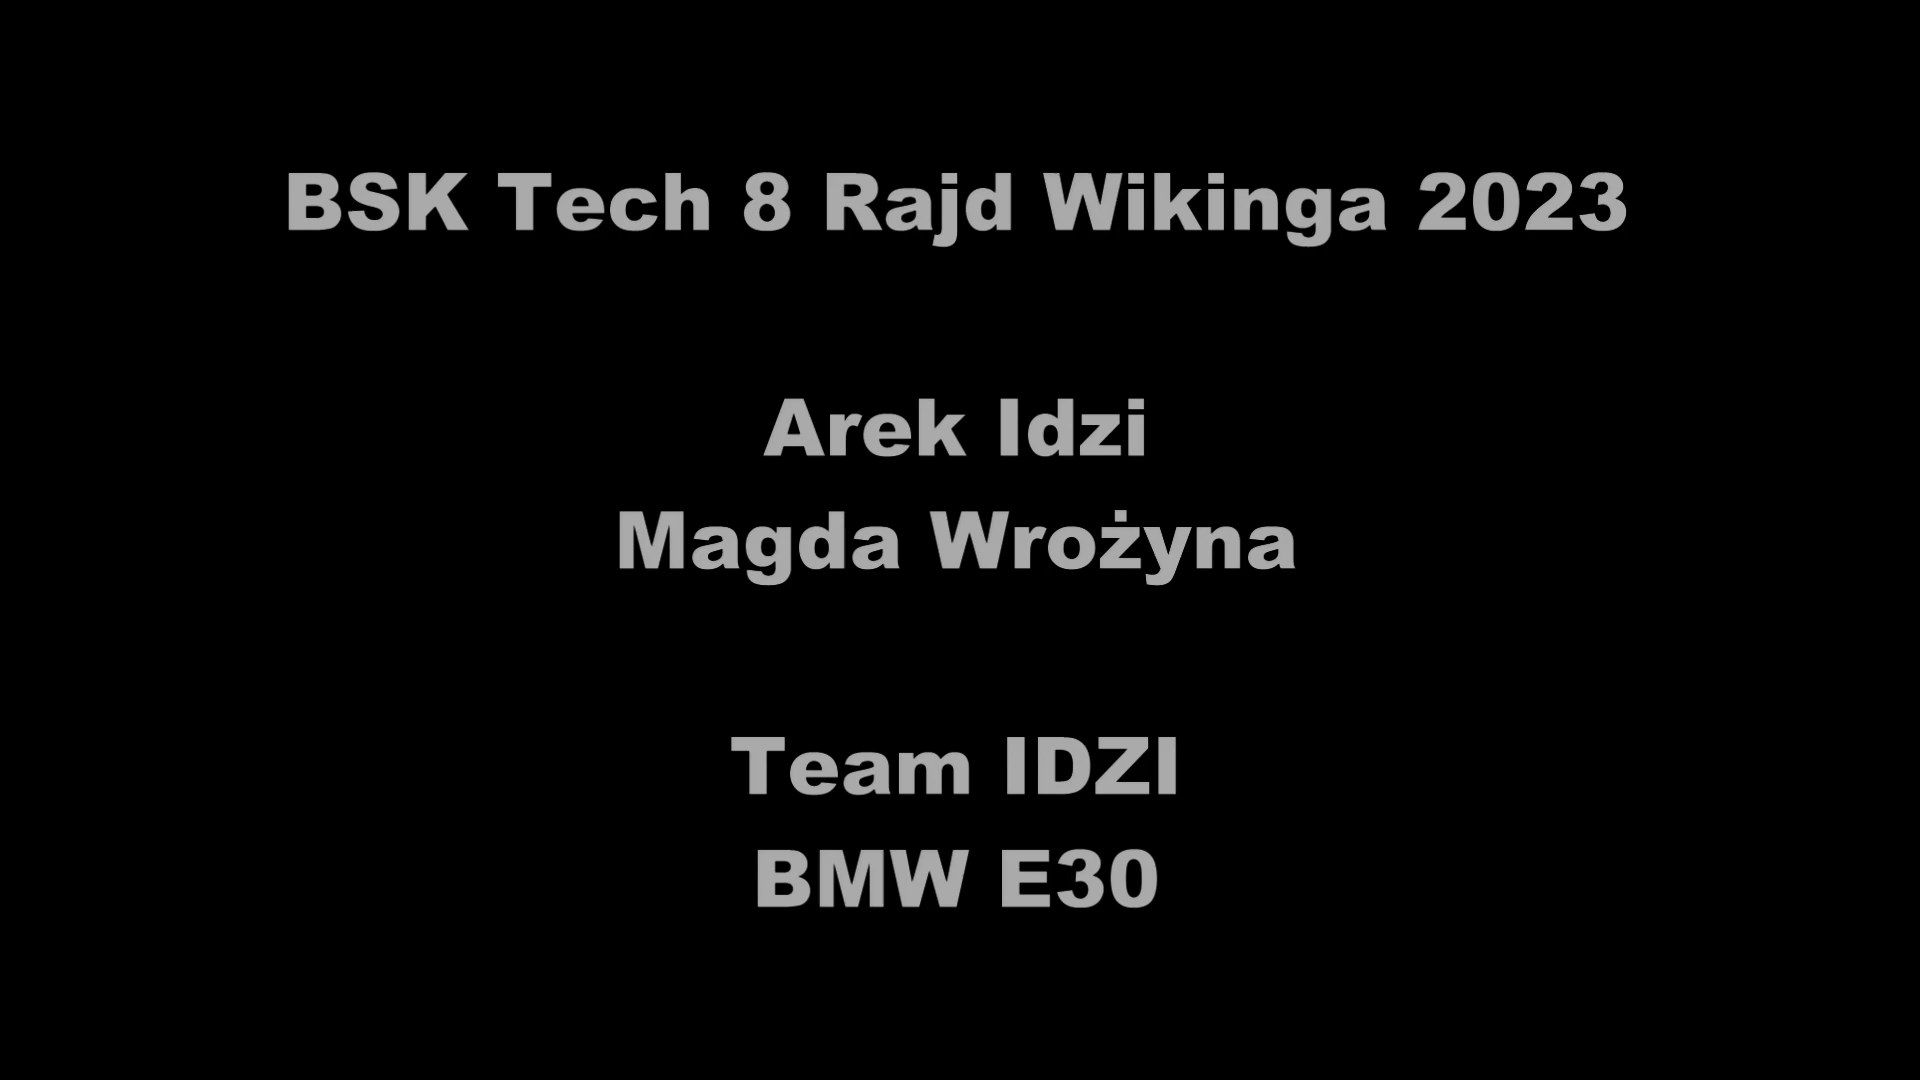 BSK Tech 8 Rajd Wikinga 2023
Arek Idzi
Magda Wrożyna
Team IDZI
BMW E30